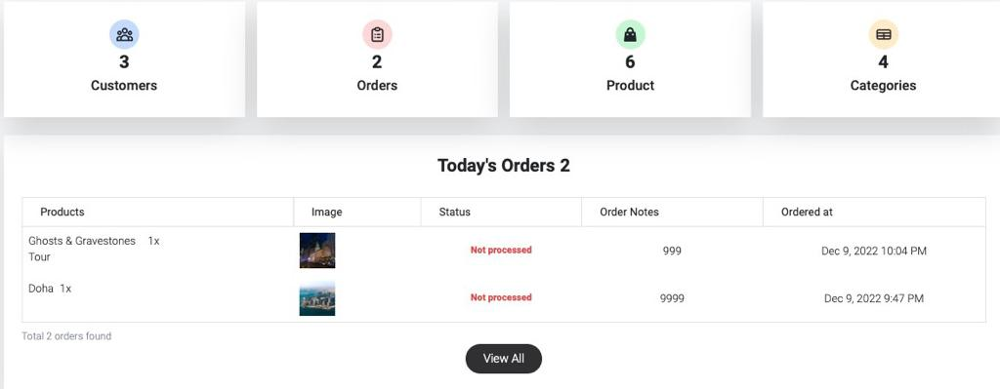 3 2 6 4
Customers Orders Product Categories
Today's Orders 2
Products Image Status Order Notes Ordered at
Ghosts & Gravestones 1x Not processed 999 Dec 9, 2022 10:04 PM
Tour
Doha 1x Not processed 9999 Dec 9, 2022 9:47 PM
Total 2 orders found
View All